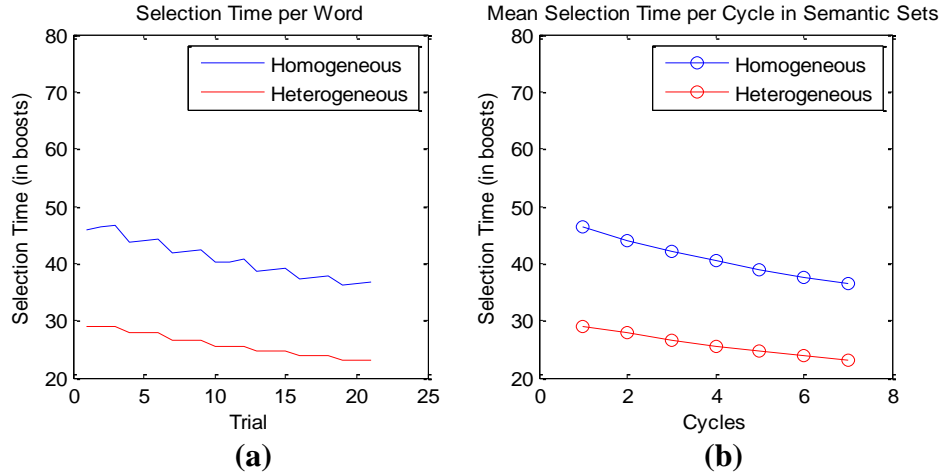 Selection Time per Word
80
70
60
50
40
30
20
0
5
10
15
20
25
Selection Time (in boosts)
Trial
Homogeneous
Heterogeneous
(a)
Mean Selection Time per Cycle in Semantic Sets
80
70
60
50
40
30
20
0
2
4
6
8
Selection Time (in boosts)
Cycles
Homogeneous
Heterogeneous
(b)